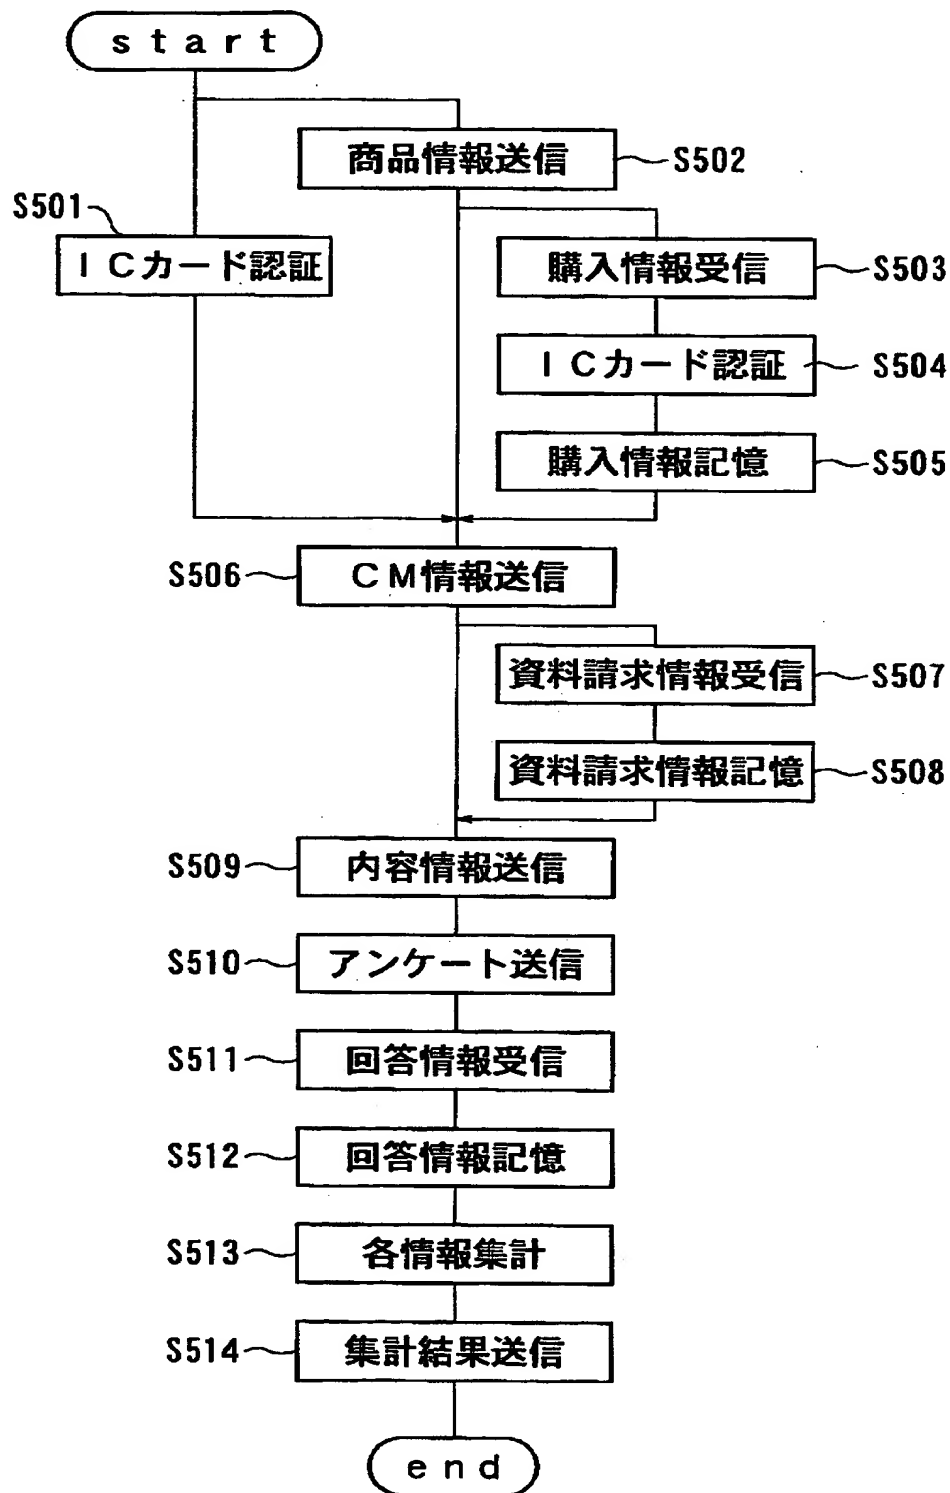 start
商品情報送信 S502
S501
ICカード認証
購入情報受信 S503
ICカード認証 S504
購入情報記憶 S505
S506 CM情報送信
資料請求情報受信 S507
資料請求情報記憶 S508
S509 内容情報送信
S510 アンケート送信
S511 回答情報受信
S512 回答情報記憶
S513 各情報集計
S514 集計結果送信
end